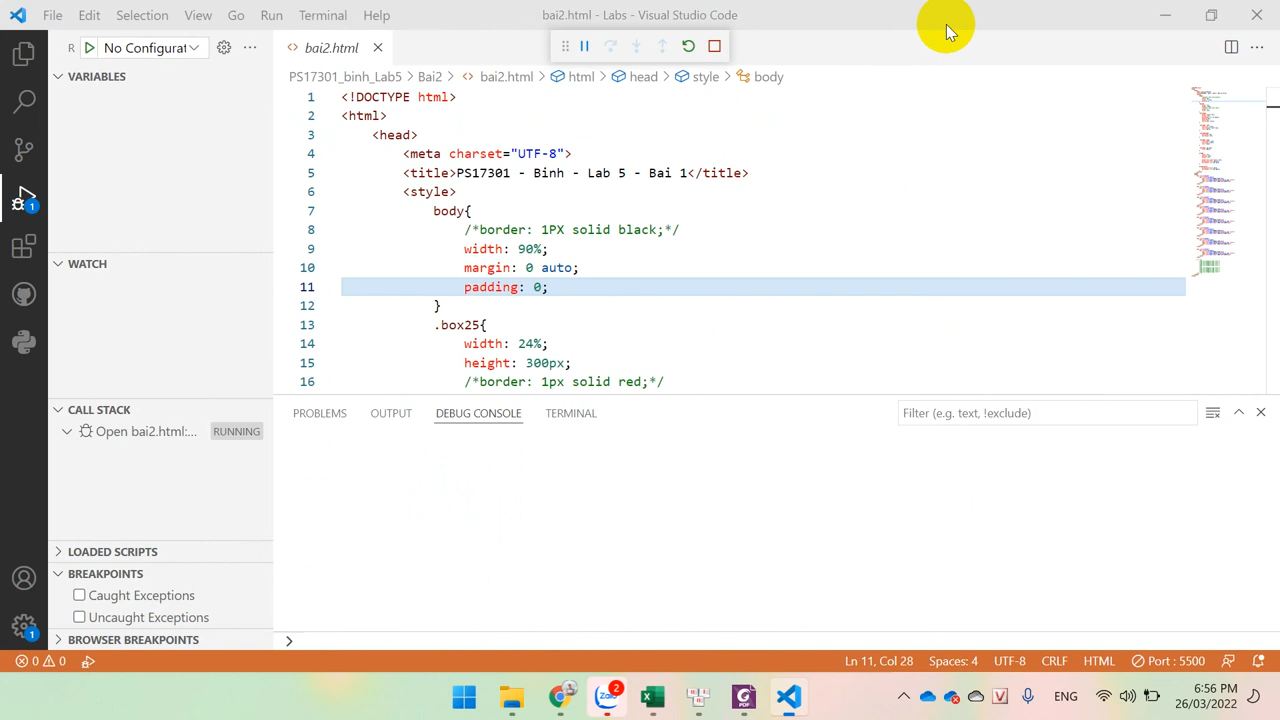 File Edit Selection View Go Run Terminal Help bai2.html - Labs - Visual Studio Code
R No Configurat ··· bai2.html
VARIABLES
PS17301_binh_Lab5 > Bai2 > bai2.html > html > head > style > body
1 <!DOCTYPE html>
2 <html>
3 <head>
4 <meta charset="UTF-8">
5 <title>PS17301 - Binh - Lab 5 - Bai 1</title>
6 <style>
7 body{
8 /*border: 1PX solid black;*/
9 width: 90%;
10 margin: 0 auto;
11 padding: 0;
12 }
13 .box25{
14 width: 24%;
15 height: 300px;
16 /*border: 1px solid red;*/
1
WATCH
CALL STACK
Open bai2.html:... RUNNING
LOADED SCRIPTS
BREAKPOINTS
Caught Exceptions
Uncaught Exceptions
BROWSER BREAKPOINTS
PROBLEMS OUTPUT DEBUG CONSOLE TERMINAL Filter (e.g. text, !exclude)
>
1
0 0 Ln 11, Col 28 Spaces: 4 UTF-8 CRLF HTML Port : 5500
Zalo 2 ENG 6:56 PM
26/03/2022